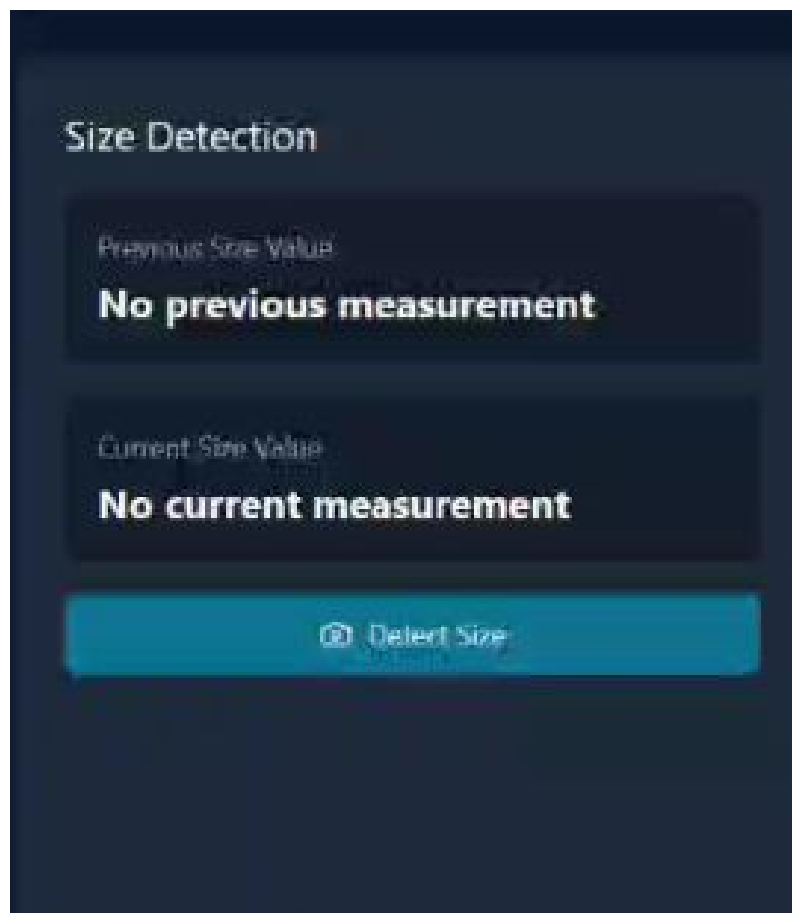 Size Detection
Previous Size Value
No previous measurement
Current Size Value
No current measurement
Detect Size